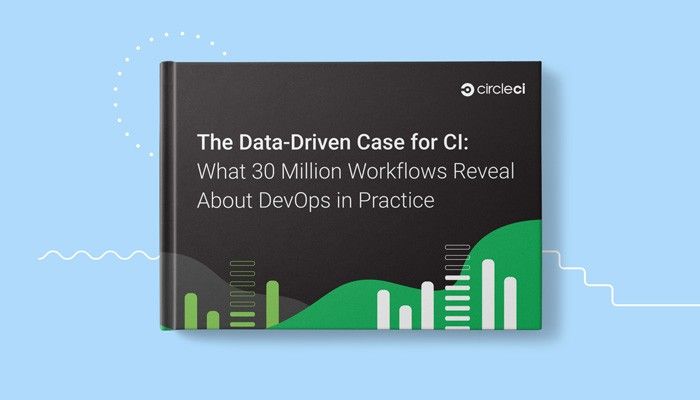 circleci
The Data-Driven Case for CI:
What 30 Million Workflows Reveal
About DevOps in Practice